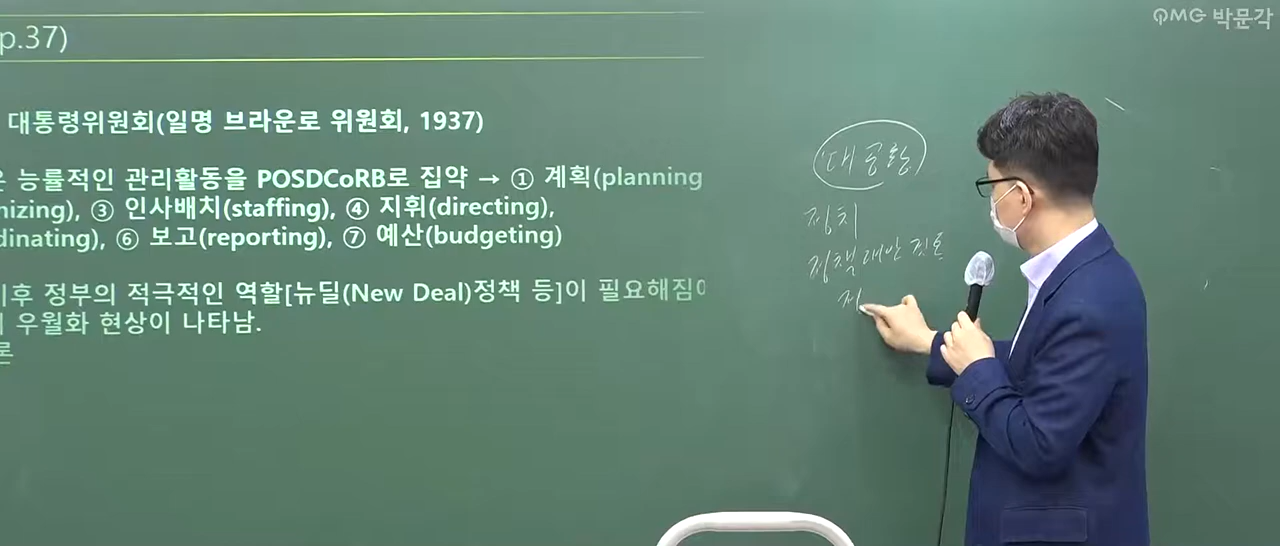 p.37)
대통령위원회(일명 브라운로 위원회, 1937)
은 능률적인 관리활동을 POSDCoRB로 집약 → ① 계획(planning
nizing), ③ 인사배치(staffing), ④ 지휘(directing),
dinating), ⑥ 보고(reporting), ⑦ 예산(budgeting)
이후 정부의 적극적인 역할[뉴딜(New Deal)정책 등]이 필요해짐에
우월화 현상이 나타남.
론
PMG 박문각
대공황
정치
정책